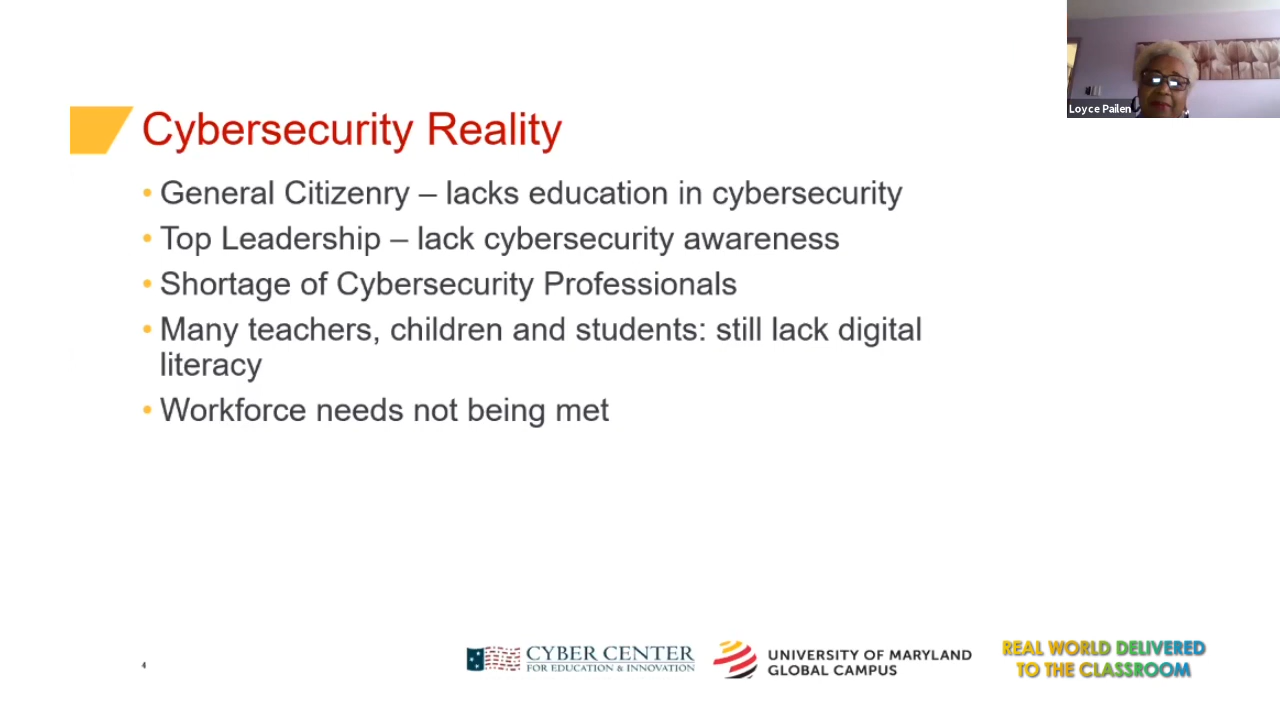 Loyce Pailen
Cybersecurity Reality
• General Citizenry – lacks education in cybersecurity
• Top Leadership – lack cybersecurity awareness
• Shortage of Cybersecurity Professionals
• Many teachers, children and students: still lack digital
literacy
• Workforce needs not being met
4
CYBER CENTER
FOR EDUCATION & INNOVATION
UNIVERSITY OF MARYLAND
GLOBAL CAMPUS
REAL WORLD DELIVERED
TO THE CLASSROOM